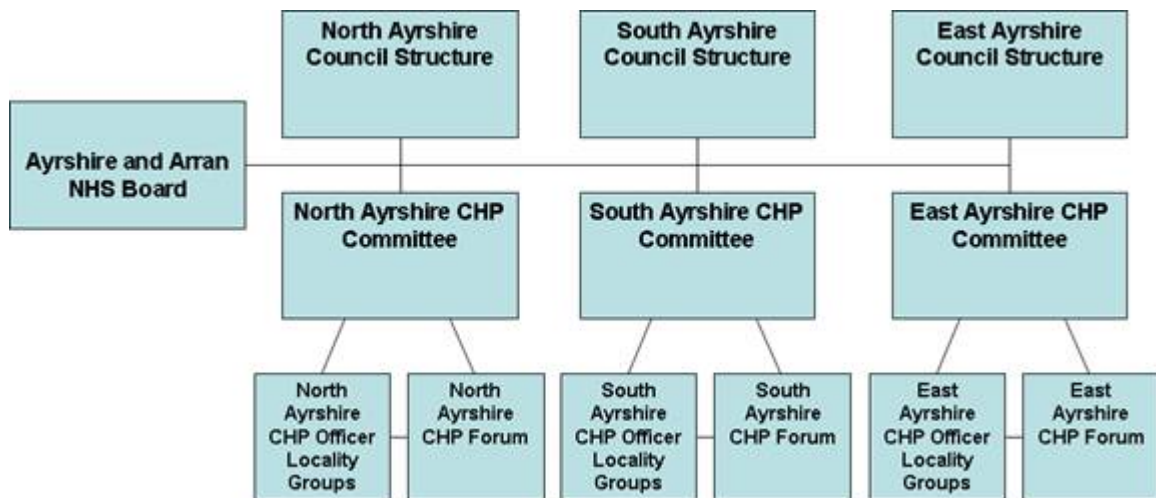 North Ayrshire
Council Structure
South Ayrshire
Council Structure
East Ayrshire
Council Structure
Ayrshire and Arran
NHS Board
North Ayrshire CHP
Committee
South Ayrshire CHP
Committee
East Ayrshire CHP
Committee
North
Ayrshire
CHP Officer
Locality
Groups
North
Ayrshire
CHP Forum
South
Ayrshire
CHP Officer
Locality
Groups
South
Ayrshire
CHP Forum
East
Ayrshire
CHP Officer
Locality
Groups
East
Ayrshire
CHP Forum